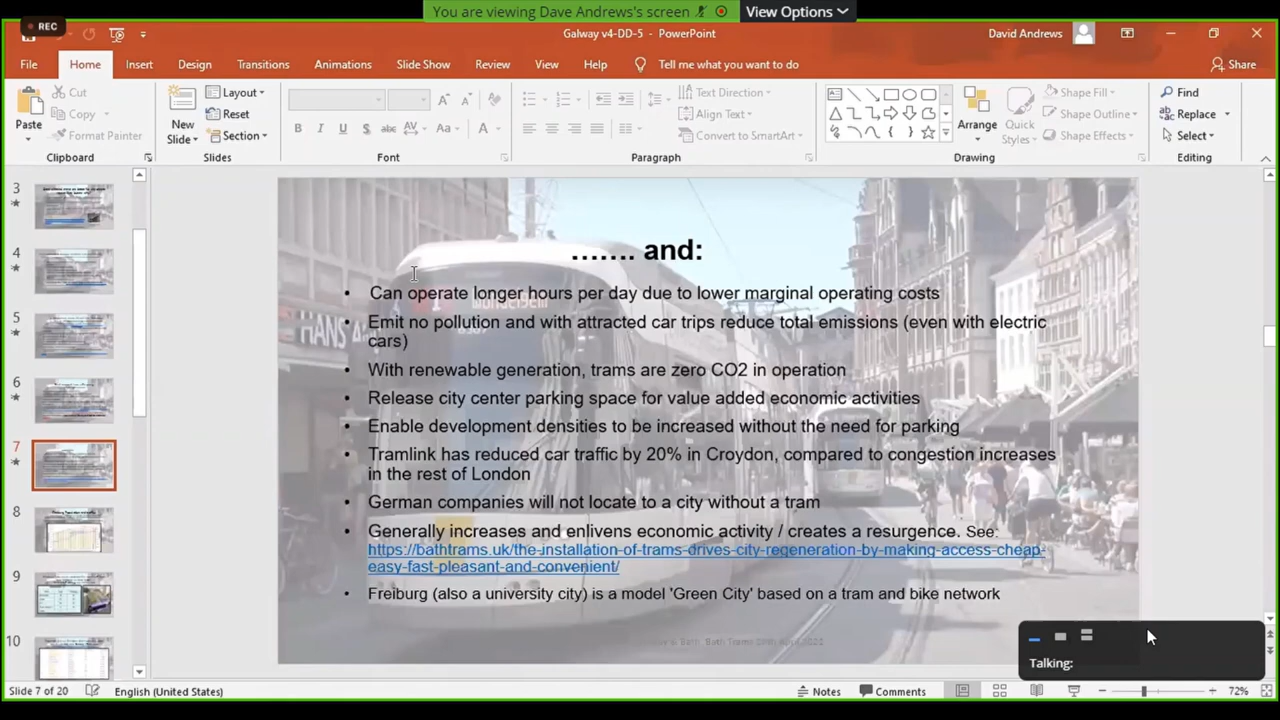 You are viewing Dave Andrews's screen
View Options
REC
Galway v4-DD-5 - PowerPoint
David Andrews
File Home Insert Design Transitions Animations Slide Show Review View Help Tell me what you want to do Share
Paste
Cut
Copy
Format Painter
Clipboard
New Slide
Layout
Reset
Section
Slides
Font
Text Direction
Align Text
Convert to SmartArt
Paragraph
Arrange
Quick Styles
Shape Fill
Shape Outline
Shape Effects
Drawing
Find
Replace
Select
Editing
3
4
5
6
7
8
9
10
……. and:
• Can operate longer hours per day due to lower marginal operating costs
• Emit no pollution and with attracted car trips reduce total emissions (even with electric
cars)
• With renewable generation, trams are zero CO2 in operation
• Release city center parking space for value added economic activities
• Enable development densities to be increased without the need for parking
• Tramlink has reduced car traffic by 20% in Croydon, compared to congestion increases
in the rest of London
• German companies will not locate to a city without a tram
• Generally increases and enlivens economic activity / creates a resurgence. See:
https://bathtrams.uk/the-installation-of-trams-drives-city-regeneration-by-making-access-cheap-
easy-fast-pleasant-and-convenient/
• Freiburg (also a university city) is a model 'Green City' based on a tram and bike network
Talking:
Slide 7 of 20
English (United States)
Notes
Comments
72%